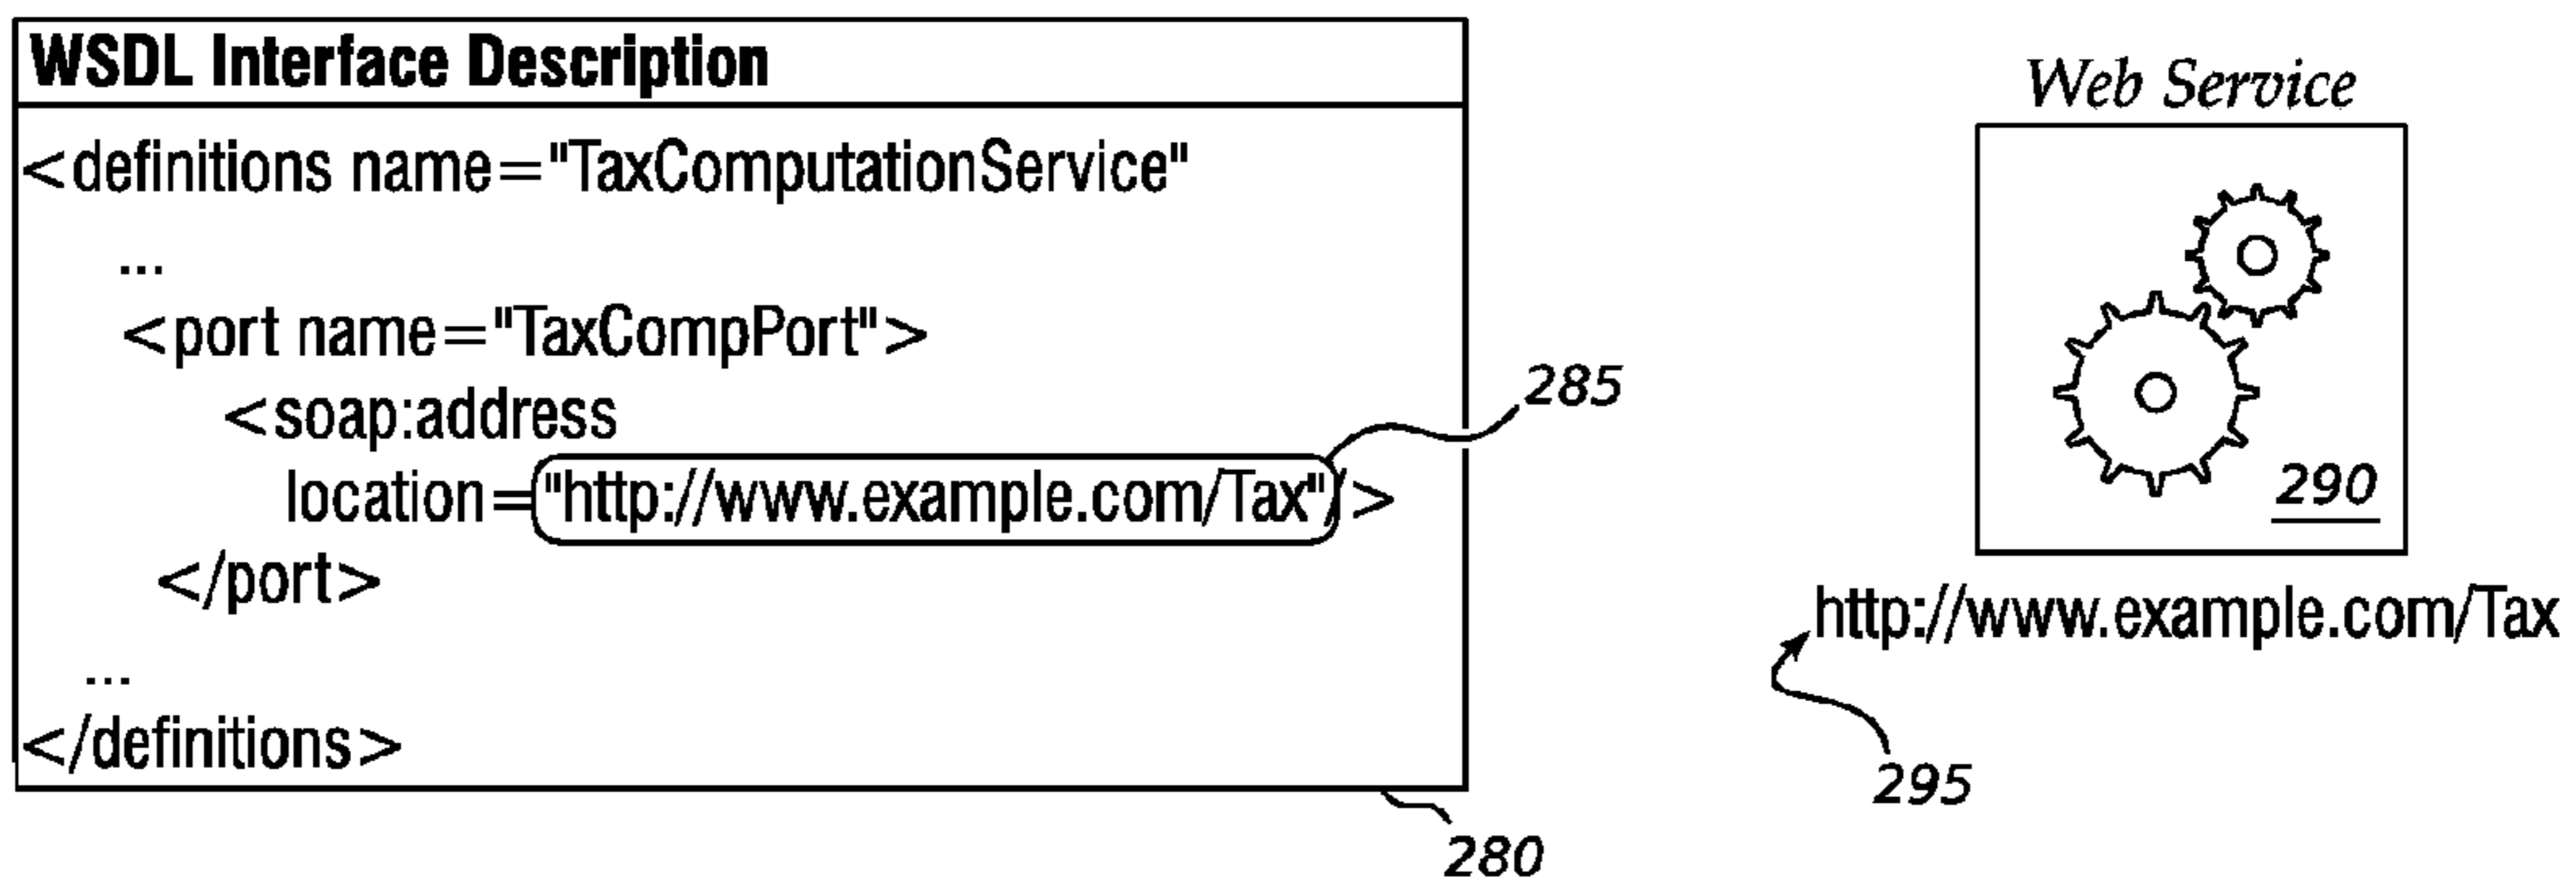 WSDL Interface Description
<definitions name="TaxComputationService"
...
<port name="TaxCompPort">
<soap:address
location="http://www.example.com/Tax"/>
</port>
...
</definitions>
285
280
Web Service
290
http://www.example.com/Tax
295